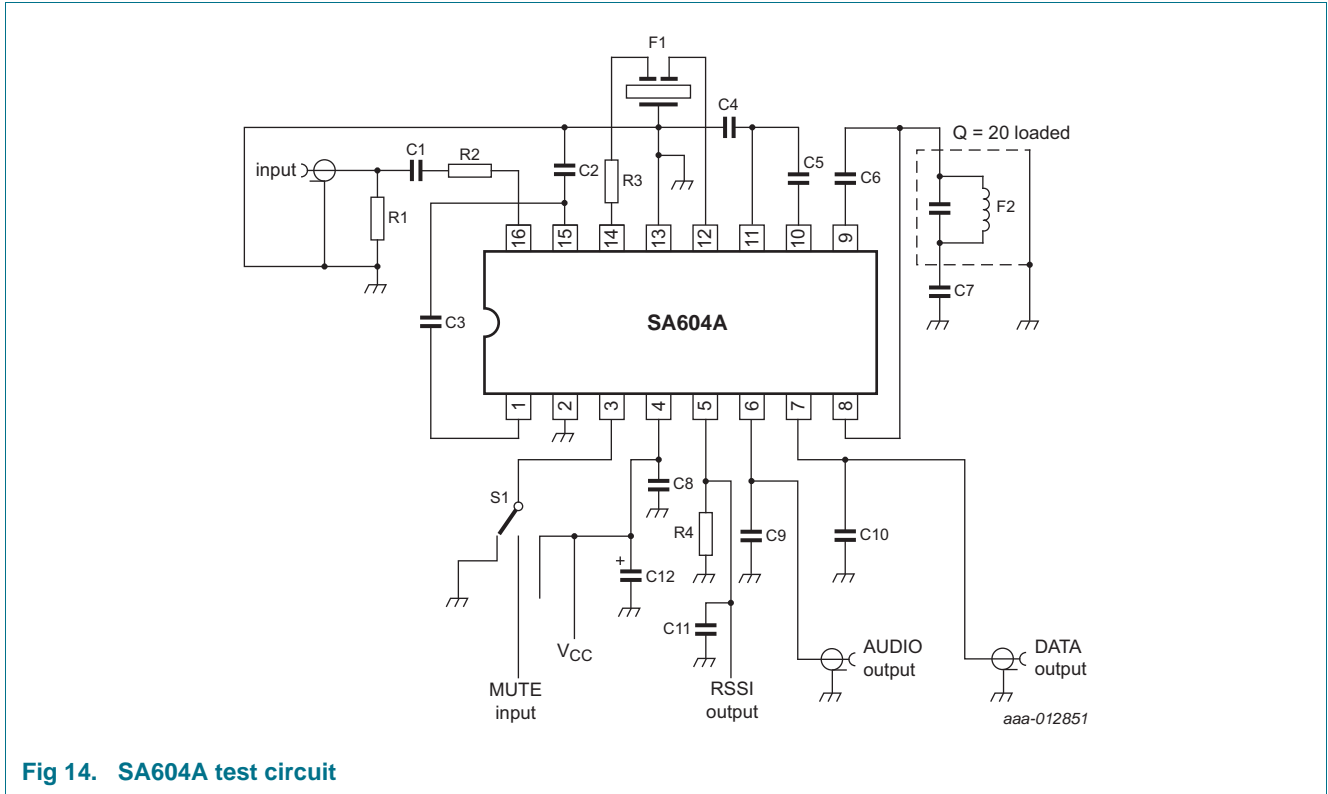 F1
C4
Q = 20 loaded
input
C1
R2
C2
R3
C5
C6
F2
R1
16
15
14
13
12
11
10
9
C7
C3
SA604A
1
2
3
4
5
6
7
8
S1
C8
R4
C9
C10
+
C12
C11
VCC
MUTE
input
RSSI
output
AUDIO
output
DATA
output
aaa-012851
Fig 14. SA604A test circuit